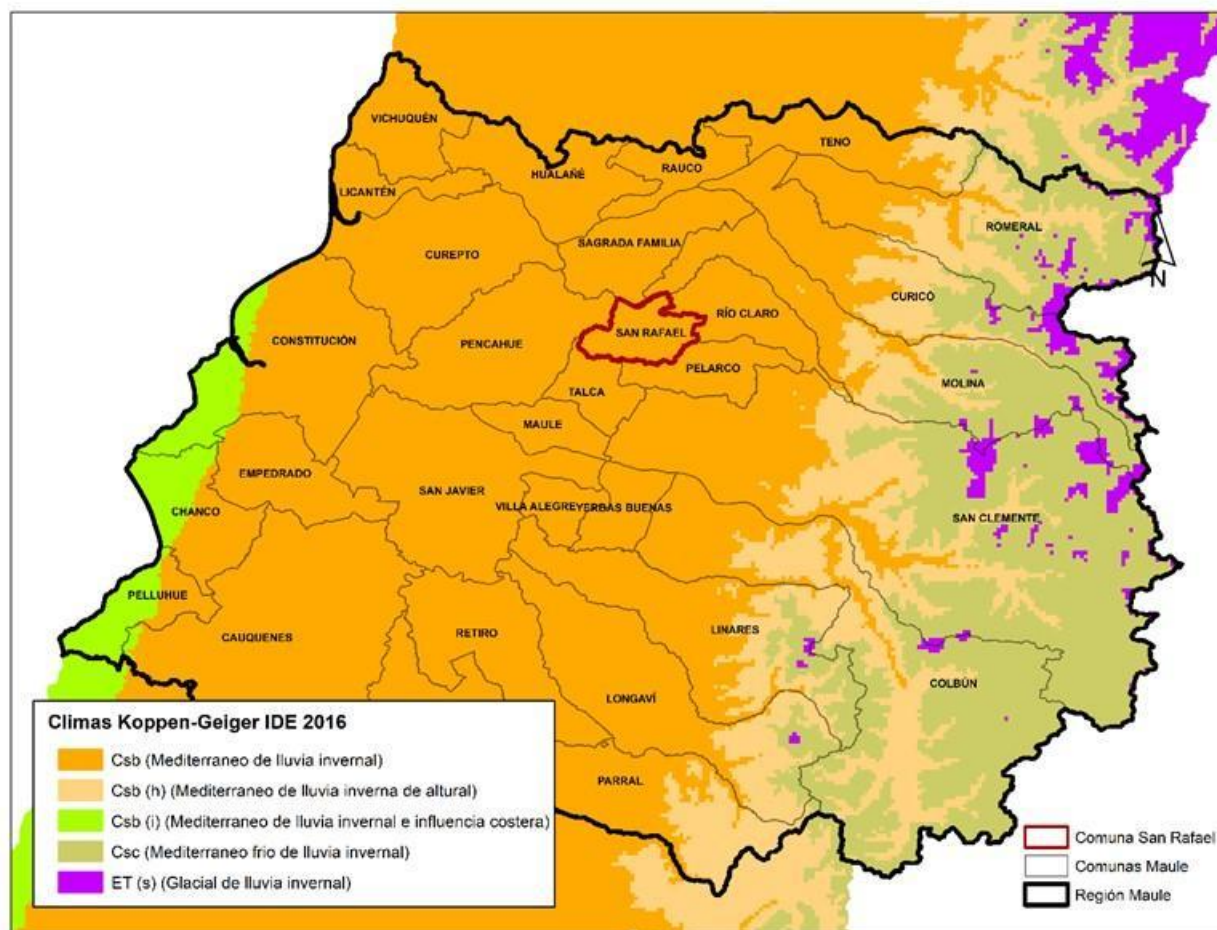 VICHUQUÉN
TENO
RAUCO
HUALAÑÉ
LICANTÉN
ROMERAL
SAGRADA FAMILIA
CUREPTO
N
CURICÓ
RÍO CLARO
SAN RAFAEL
CONSTITUCIÓN
PENCAHUE
PELARCO
MOLINA
TALCA
MAULE
EMPEDRADO
SAN JAVIER
VILLA ALEGRE
YERBAS BUENAS
CHANCO
SAN CLEMENTE
PELLUHUE
LINARES
CAUQUENES
RETIRO
COLBÚN
LONGAVÍ
PARRAL
Climas Koppen-Geiger IDE 2016
Csb (Mediterraneo de lluvia invernal)
Csb (h) (Mediterraneo de lluvia inverna de altural)
Csb (i) (Mediterraneo de lluvia invernal e influencia costera)
Csc (Mediterraneo frio de lluvia invernal)
ET (s) (Glacial de lluvia invernal)
Comuna San Rafael
Comunas Maule
Región Maule